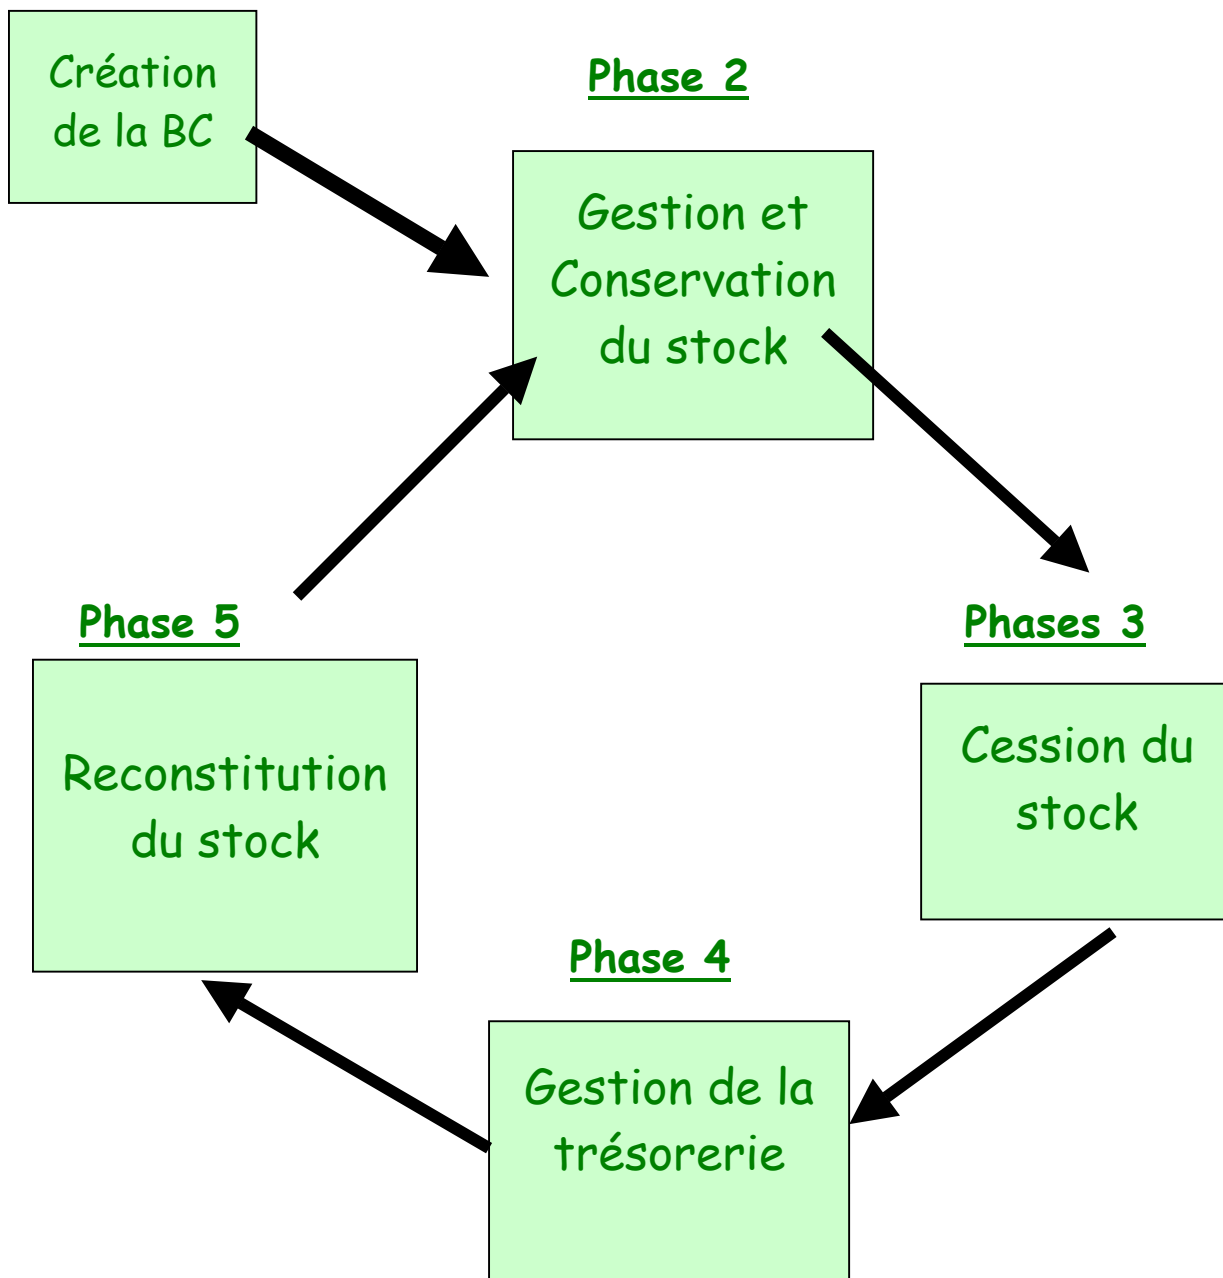 Création
de la BC
Phase 2
Gestion et
Conservation
du stock
Phase 5
Phases 3
Reconstitution
du stock
Cession du
stock
Phase 4
Gestion de la
trésorerie